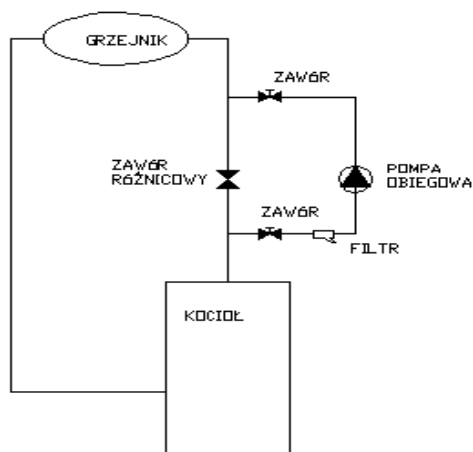 GRZEJNIK
ZAWÓR
ZAWÓR
RÓŻNICOWY
POMPA
OBIEGOWA
ZAWÓR
FILTR
KOCIOŁ